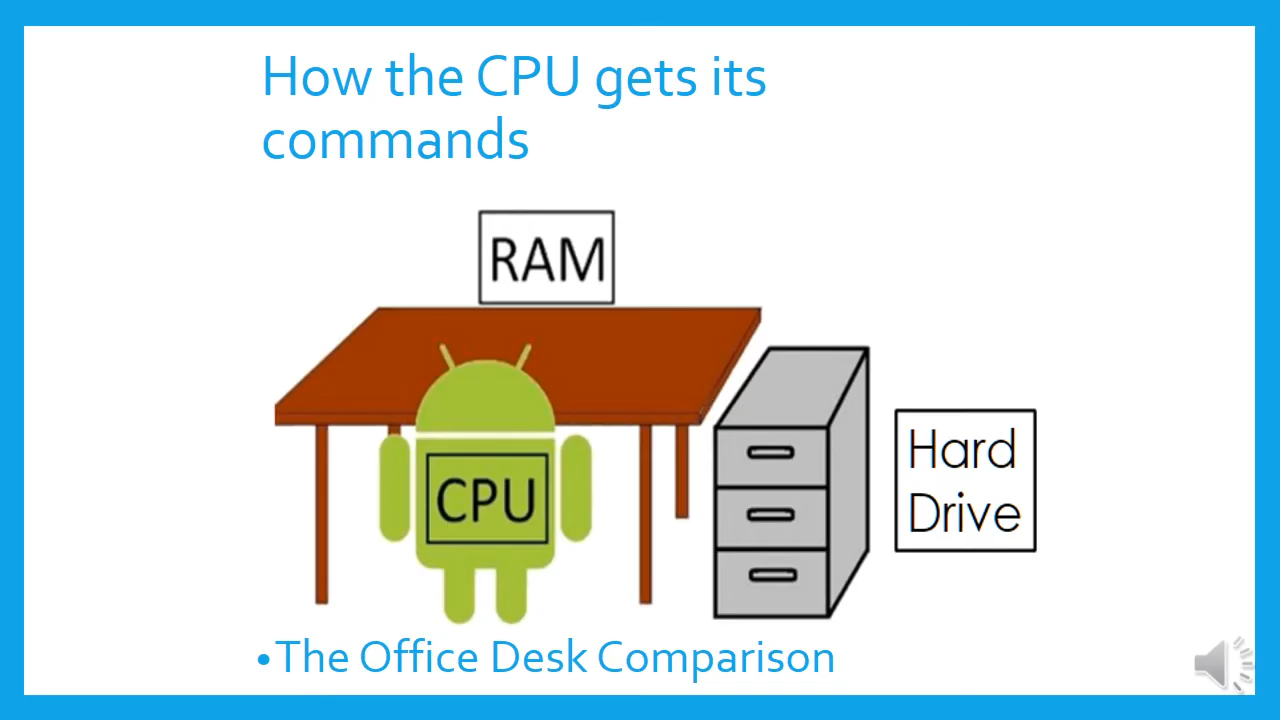 How the CPU gets its
commands
RAM
CPU
Hard
Drive
•The Office Desk Comparison